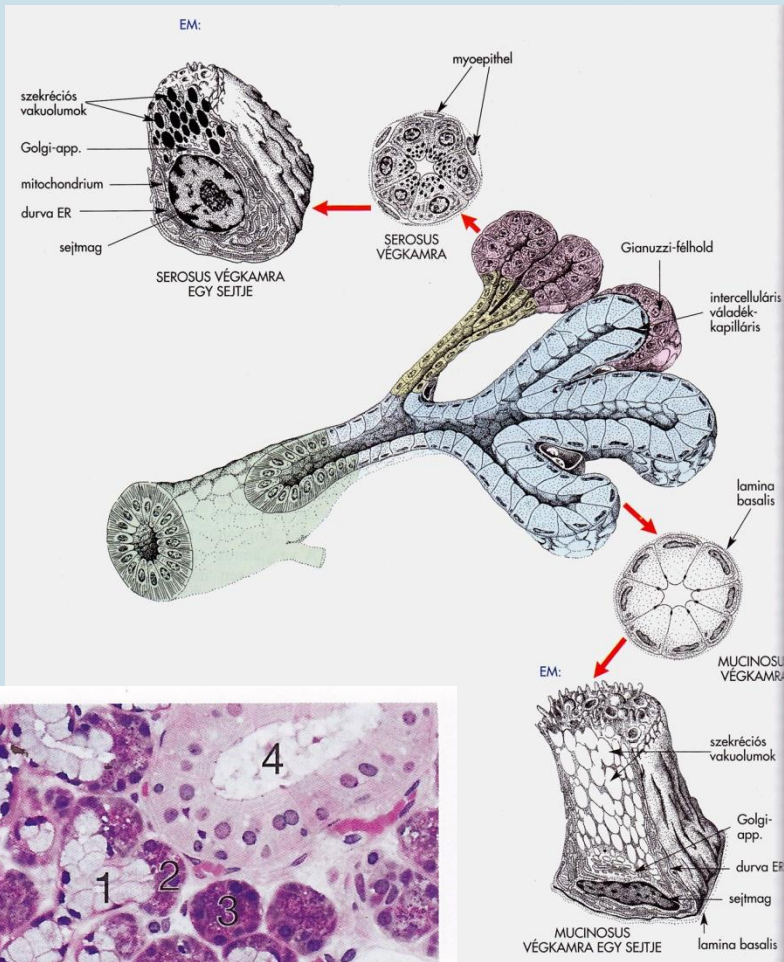 EM:
myoepithel
szekréciós
vakuolumok
Golgi-app.
mitochondrium
durva ER
sejtmag
SEROSUS VÉGKAMRA
EGY SEJTJE
SEROSUS
VÉGKAMRA
Gianuzzi-félhold
intercelluláris
váladék-
kapilláris
lamina
basalis
MUCINOSU
VÉGKAMRA
EM:
szekréciós
vakuolumok
Golgi-
app.
durva ER
sejtmag
lamina basalis
MUCINOSUS
VÉGKAMRA EGY SEJTJE
4
1
2
3